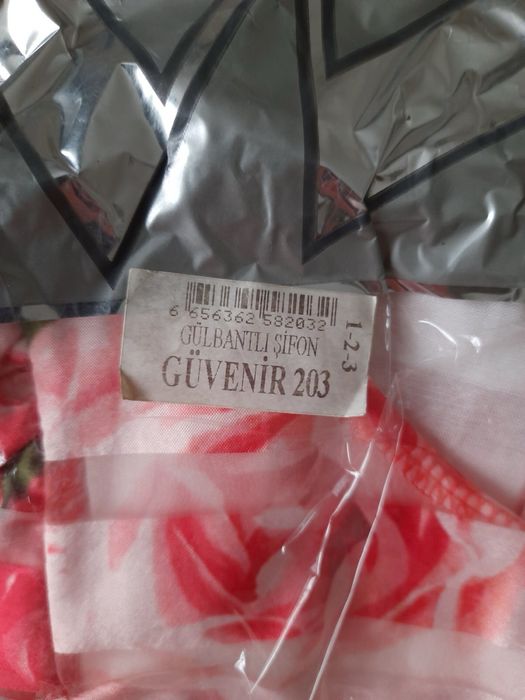 6 656362 582032
GÜLBANTLI ŞİFON
GÜVENİR 203
1-2-3